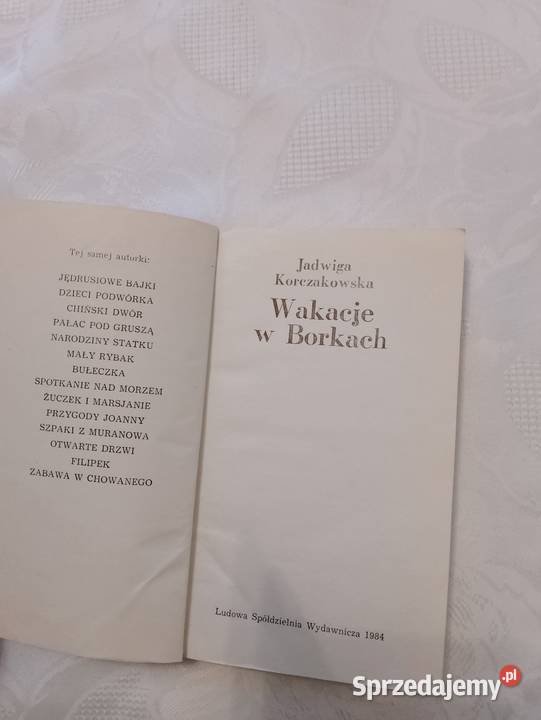 Tej samej autorki:
JĘDRUSIOWE BAJKI
DZIECI PODWÓRKA
CHIŃSKI DWÓR
PAŁAC POD GRUSZĄ
NARODZINY STATKU
MAŁY RYBAK
BUŁECZKA
SPOTKANIE NAD MORZEM
ŻUCZEK I MARSJANIE
PRZYGODY JOANNY
SZPAKI Z MURANOWA
OTWARTE DRZWI
FILIPEK
ZABAWA W CHOWANEGO
Jadwiga
Korczakowska
Wakacje
w Borkach
Ludowa Spółdzielnia Wydawnicza 1984
Sprzedajemy.pl